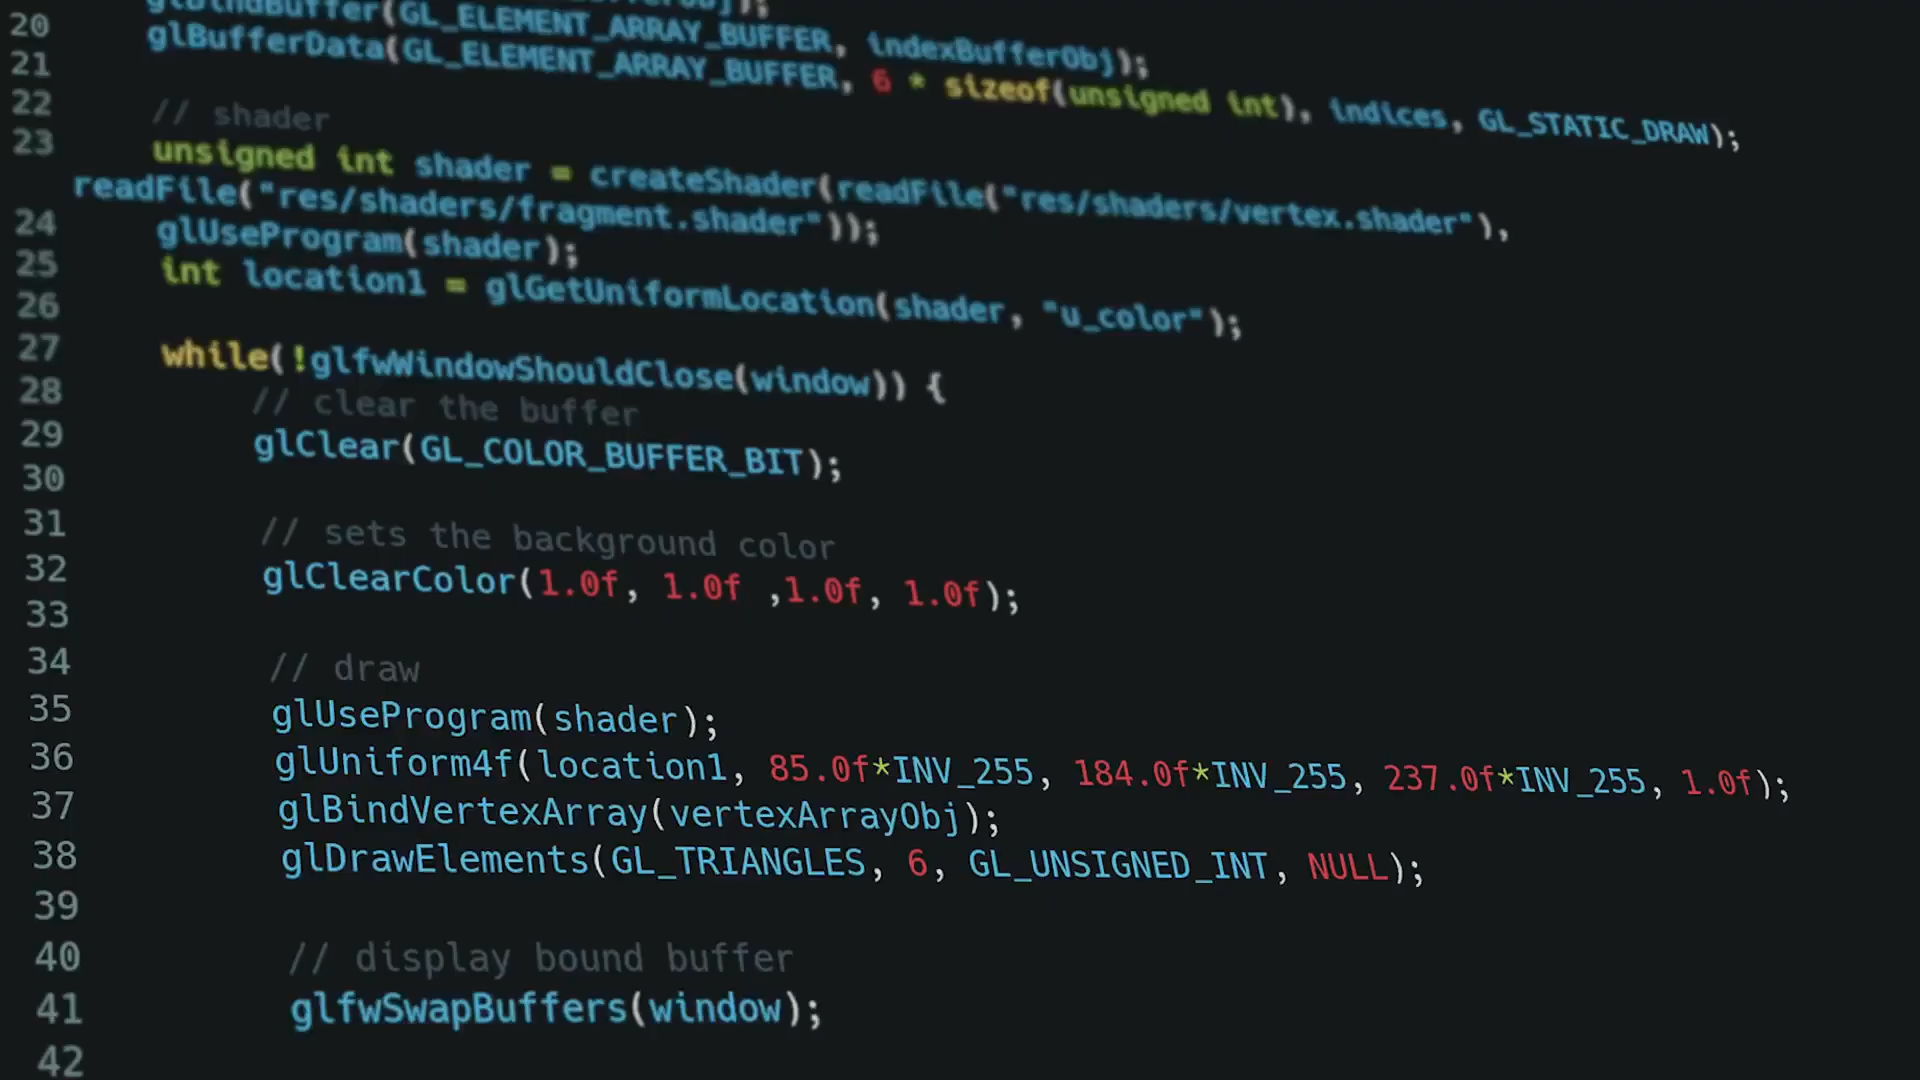 20 glBindBuffer(GL_ELEMENT_ARRAY_BUFFER, indexBufferObj);
21 glBufferData(GL_ELEMENT_ARRAY_BUFFER, 6 * sizeof(unsigned int), indices, GL_STATIC_DRAW);
22 // shader
23 unsigned int shader = createShader(readFile("res/shaders/vertex.shader"),
readFile("res/shaders/fragment.shader"));
24 glUseProgram(shader);
25 int location1 = glGetUniformLocation(shader, "u_color");
26
27 while(!glfwWindowShouldClose(window)) {
28 // clear the buffer
29 glClear(GL_COLOR_BUFFER_BIT);
30
31 // sets the background color
32 glClearColor(1.0f, 1.0f ,1.0f, 1.0f);
33
34 // draw
35 glUseProgram(shader);
36 glUniform4f(location1, 85.0f*INV_255, 184.0f*INV_255, 237.0f*INV_255, 1.0f);
37 glBindVertexArray(vertexArrayObj);
38 glDrawElements(GL_TRIANGLES, 6, GL_UNSIGNED_INT, NULL);
39
40 // display bound buffer
41 glfwSwapBuffers(window);
42